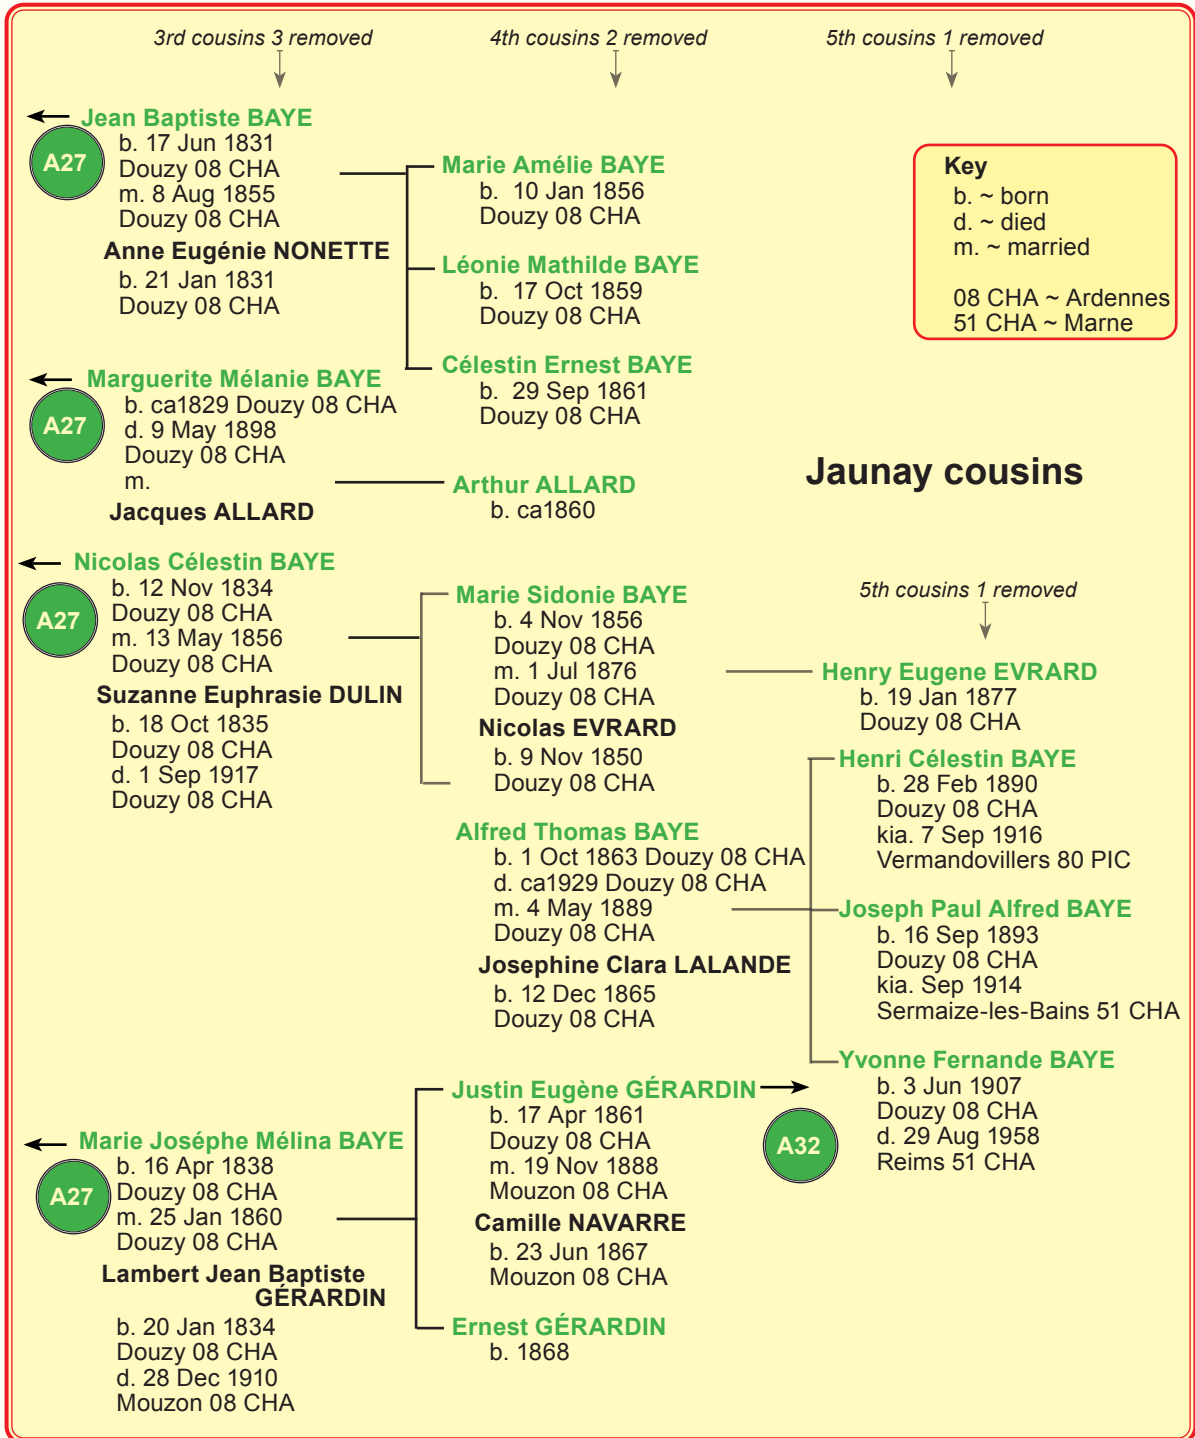 3rd cousins 3 removed
4th cousins 2 removed
5th cousins 1 removed
Jean Baptiste BAYE
A27
b. 17 Jun 1831
Douzy 08 CHA
m. 8 Aug 1855
Douzy 08 CHA
Anne Eugénie NONETTE
b. 21 Jan 1831
Douzy 08 CHA
Marie Amélie BAYE
b. 10 Jan 1856
Douzy 08 CHA
Léonie Mathilde BAYE
b. 17 Oct 1859
Douzy 08 CHA
Célestin Ernest BAYE
b. 29 Sep 1861
Douzy 08 CHA
Key
b. ~ born
d. ~ died
m. ~ married
08 CHA ~ Ardennes
51 CHA ~ Marne
Marguerite Mélanie BAYE
A27
b. ca1829 Douzy 08 CHA
d. 9 May 1898
Douzy 08 CHA
m.
Jacques ALLARD
Arthur ALLARD
b. ca1860
Jaunay cousins
Nicolas Célestin BAYE
A27
b. 12 Nov 1834
Douzy 08 CHA
m. 13 May 1856
Douzy 08 CHA
Suzanne Euphrasie DULIN
b. 18 Oct 1835
Douzy 08 CHA
d. 1 Sep 1917
Douzy 08 CHA
Marie Sidonie BAYE
b. 4 Nov 1856
Douzy 08 CHA
m. 1 Jul 1876
Douzy 08 CHA
Nicolas EVRARD
b. 9 Nov 1850
Douzy 08 CHA
5th cousins 1 removed
Henry Eugene EVRARD
b. 19 Jan 1877
Douzy 08 CHA
Alfred Thomas BAYE
b. 1 Oct 1863 Douzy 08 CHA
d. ca1929 Douzy 08 CHA
m. 4 May 1889
Douzy 08 CHA
Josephine Clara LALANDE
b. 12 Dec 1865
Douzy 08 CHA
Henri Célestin BAYE
b. 28 Feb 1890
Douzy 08 CHA
kia. 7 Sep 1916
Vermandovillers 80 PIC
Joseph Paul Alfred BAYE
b. 16 Sep 1893
Douzy 08 CHA
kia. Sep 1914
Sermaize-les-Bains 51 CHA
Yvonne Fernande BAYE
b. 3 Jun 1907
Douzy 08 CHA
d. 29 Aug 1958
Reims 51 CHA
Marie Joséphe Mélina BAYE
A27
b. 16 Apr 1838
Douzy 08 CHA
m. 25 Jan 1860
Douzy 08 CHA
Lambert Jean Baptiste
GÉRARDIN
b. 20 Jan 1834
Douzy 08 CHA
d. 28 Dec 1910
Mouzon 08 CHA
Justin Eugène GÉRARDIN
A32
b. 17 Apr 1861
Douzy 08 CHA
m. 19 Nov 1888
Mouzon 08 CHA
Camille NAVARRE
b. 23 Jun 1867
Mouzon 08 CHA
Ernest GÉRARDIN
b. 1868